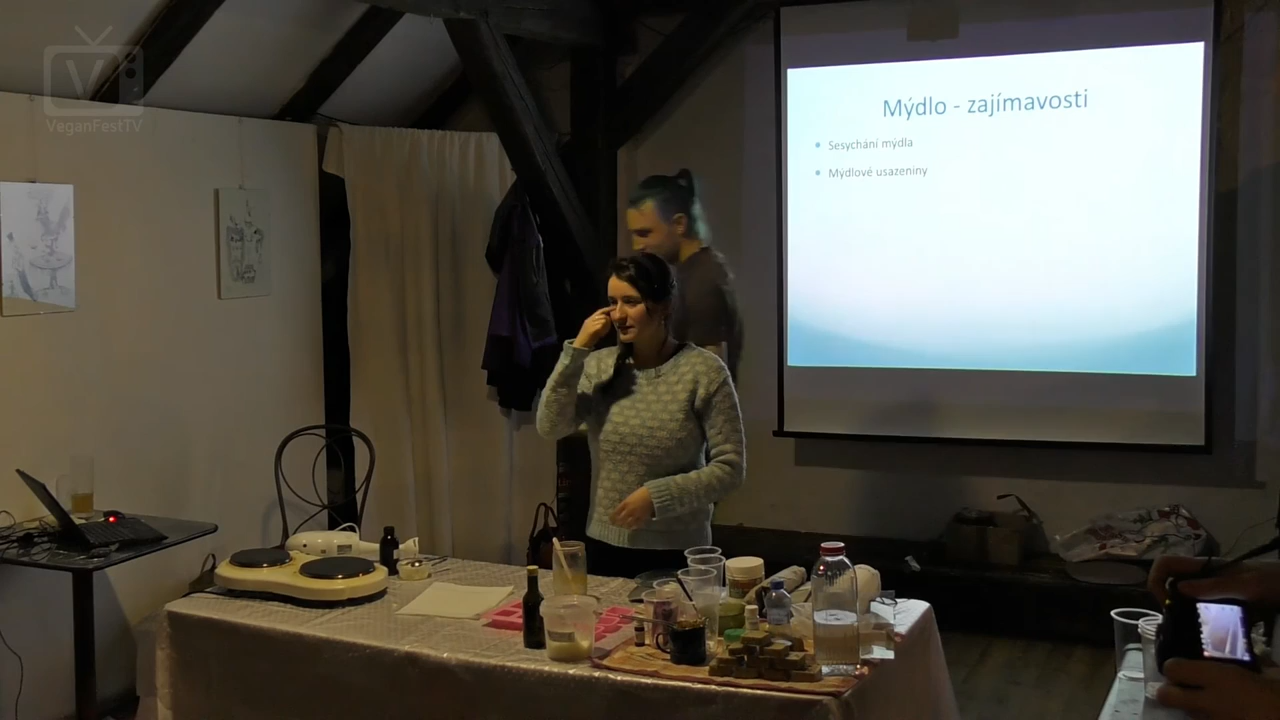 VeganFestTV
Mýdlo - zajímavosti
Sesychání mýdla
Mýdlové usazeniny